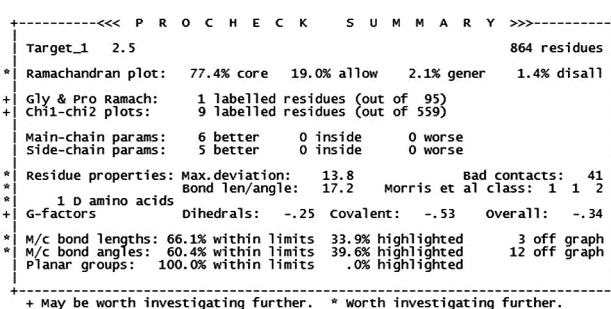 +----------<<< P R O C H E C K   S U M M A R Y >>>----------
Target_1   2.5   864 residues
*| Ramachandran plot:   77.4% core   19.0% allow   2.1% gener   1.4% disall
+| Gly & Pro Ramach:    1 labelled residues (out of  95)
+| Chi1-chi2 plots:     9 labelled residues (out of 559)
Main-chain params:    6 better     0 inside     0 worse
Side-chain params:    5 better     0 inside     0 worse
*| Residue properties: Max.deviation:    13.8              Bad contacts:   41
*|                     Bond len/angle:   17.2    Morris et al class:  1  1  2
*|     1 D amino acids
+| G-factors           Dihedrals:  -.25  Covalent:  -.53    Overall:  -.34
*| M/c bond lengths: 66.1% within limits  33.9% highlighted      3 off graph
*| M/c bond angles:  60.4% within limits  39.6% highlighted     12 off graph
Planar groups:   100.0% within limits    .0% highlighted
+ May be worth investigating further.  * Worth investigating further.